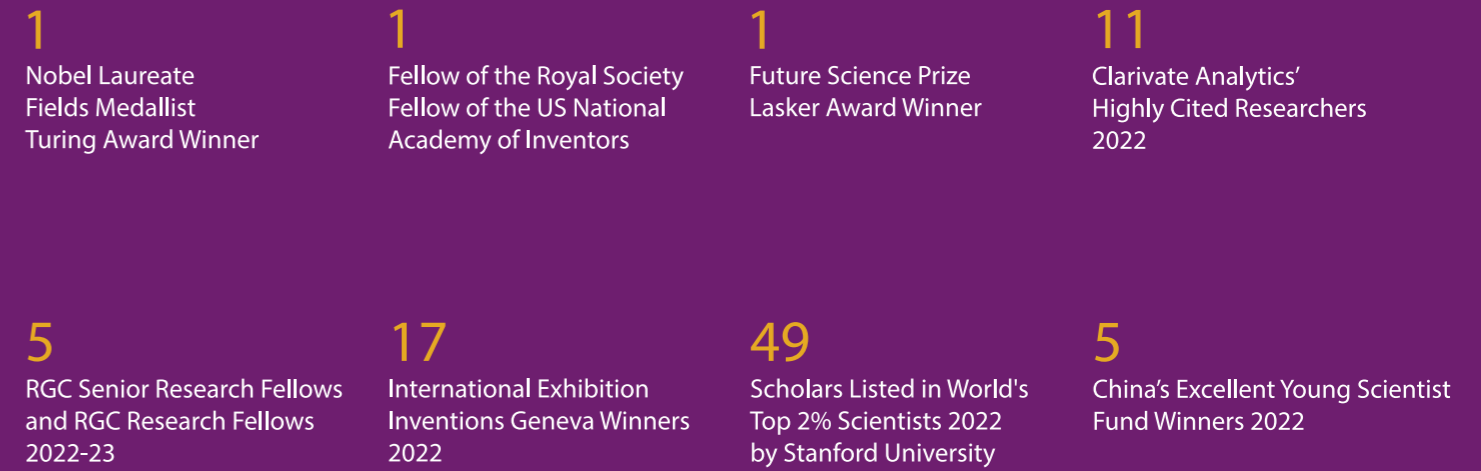 1
Nobel Laureate
Fields Medallist
Turing Award Winner
1
Fellow of the Royal Society
Fellow of the US National
Academy of Inventors
1
Future Science Prize
Lasker Award Winner
11
Clarivate Analytics’
Highly Cited Researchers
2022
5
RGC Senior Research Fellows
and RGC Research Fellows
2022-23
17
International Exhibition
Inventions Geneva Winners
2022
49
Scholars Listed in World's
Top 2% Scientists 2022
by Stanford University
5
China’s Excellent Young Scientist
Fund Winners 2022